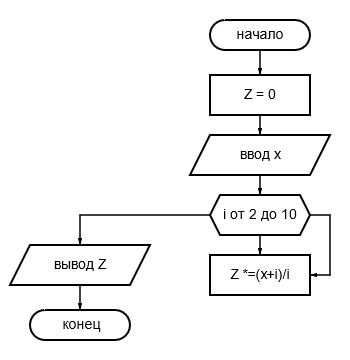 начало
Z = 0
ввод x
i от 2 до 10
Z *=(x+i)/i
вывод Z
конец